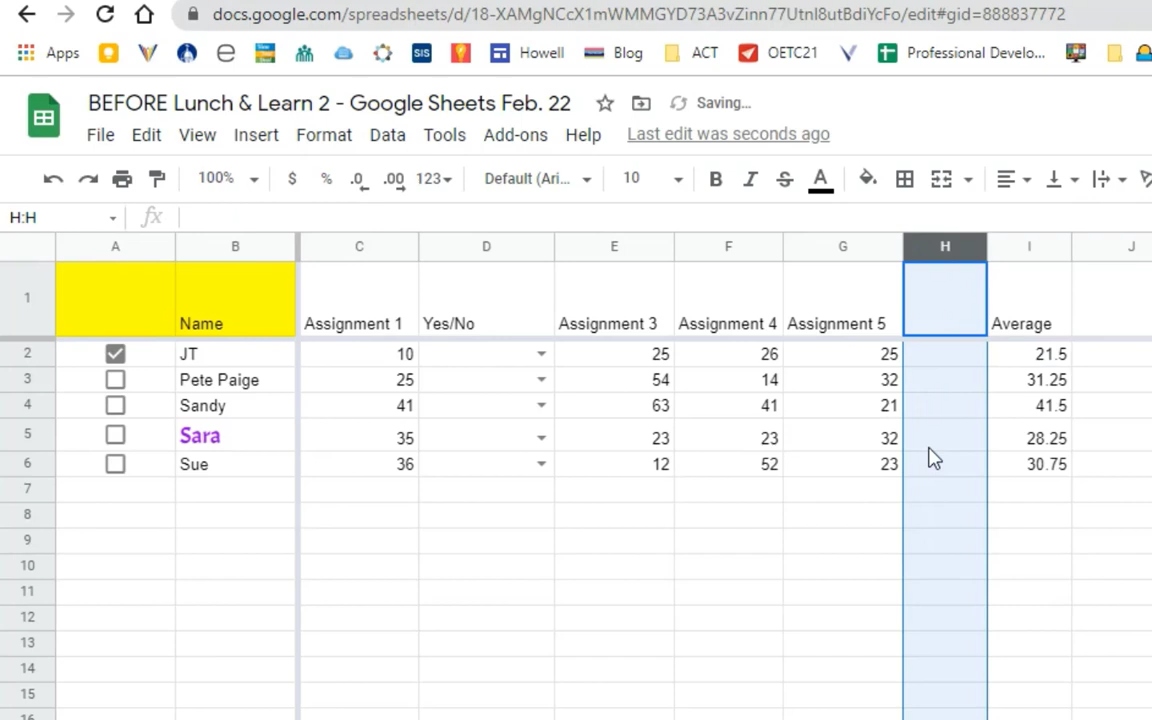 docs.google.com/spreadsheets/d/18-XAMgNCcX1mWMMGYD73A3vZinn77Utnl8utBdiYcFo/edit#gid=888837772
Apps SIS Howell Blog ACT OETC21 Professional Develo...
BEFORE Lunch & Learn 2 - Google Sheets Feb. 22 Saving...
File Edit View Insert Format Data Tools Add-ons Help Last edit was seconds ago
100% $ % .0 .00 123 Default (Ari... 10 B I S A
H:H fx
A B C D E F G H I J
1 Name Assignment 1 Yes/No Assignment 3 Assignment 4 Assignment 5 Average
2 JT 10 25 26 25 21.5
3 Pete Paige 25 54 14 32 31.25
4 Sandy 41 63 41 21 41.5
5 Sara 35 23 23 32 28.25
6 Sue 36 12 52 23 30.75
7
8
9
10
11
12
13
14
15
16